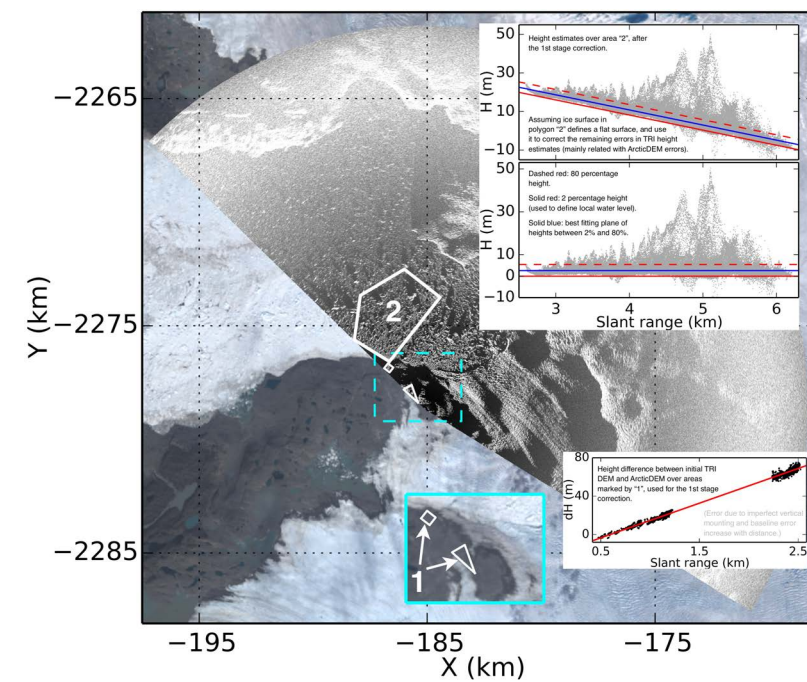 50
30
10
−10
H (m)
Height estimates over area "2", after
the 1st stage correction.
Assuming ice surface in
polygon "2" defines a flat surface, and use
it to correct the remaining errors in TRI height
estimates (mainly related with ArcticDEM errors).
50
30
10
0
−10
H (m)
Dashed red: 80 percentage
height.
Solid red: 2 percentage height
(used to define local water level).
Solid blue: best fitting plane of
heights between 2% and 80%.
3 4 5 6
Slant range (km)
−2265
−2275
−2285
Y (km)
2
80
40
0
dH (m)
Height difference between initial TRI
DEM and ArcticDEM over areas
marked by "1", used for the 1st stage
correction.
(Error due to imperfect vertical
mounting and baseline error
increase with distance.)
0.5 1.5 2.5
Slant range (km)
1
−195 −185 −175
X (km)